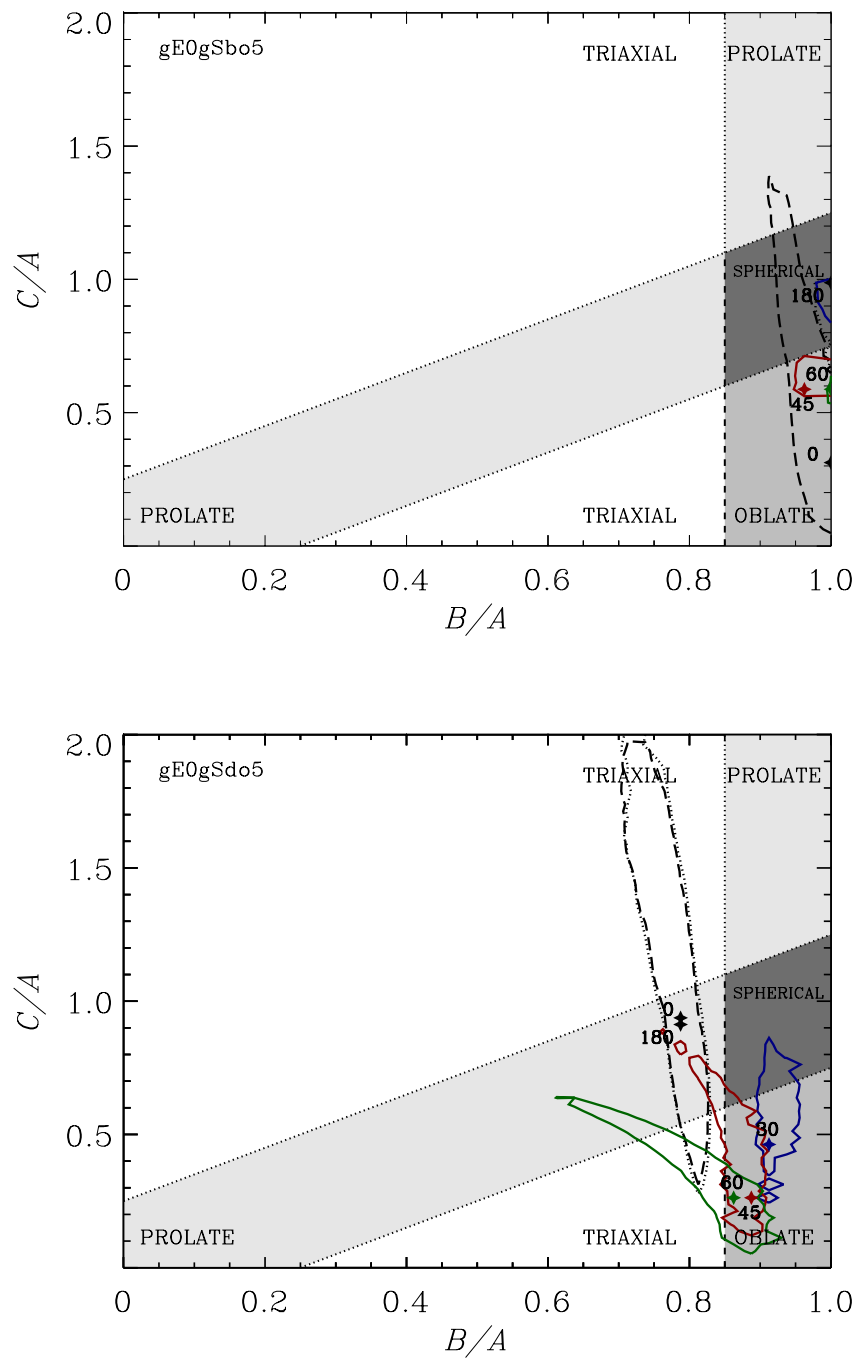 2.0
gE0gSbo5
TRIAXIAL
PROLATE
1.5
C/A
1.0
SPHERICAL
180
0.5
60
45
0
PROLATE
TRIAXIAL
OBLATE
0 0.2 0.4 0.6 0.8 1.0
B/A
2.0
gE0gSdo5
TRIAXIAL
PROLATE
1.5
C/A
1.0
SPHERICAL
0
180
0.5
30
60
45
PROLATE
TRIAXIAL
OBLATE
0 0.2 0.4 0.6 0.8 1.0
B/A